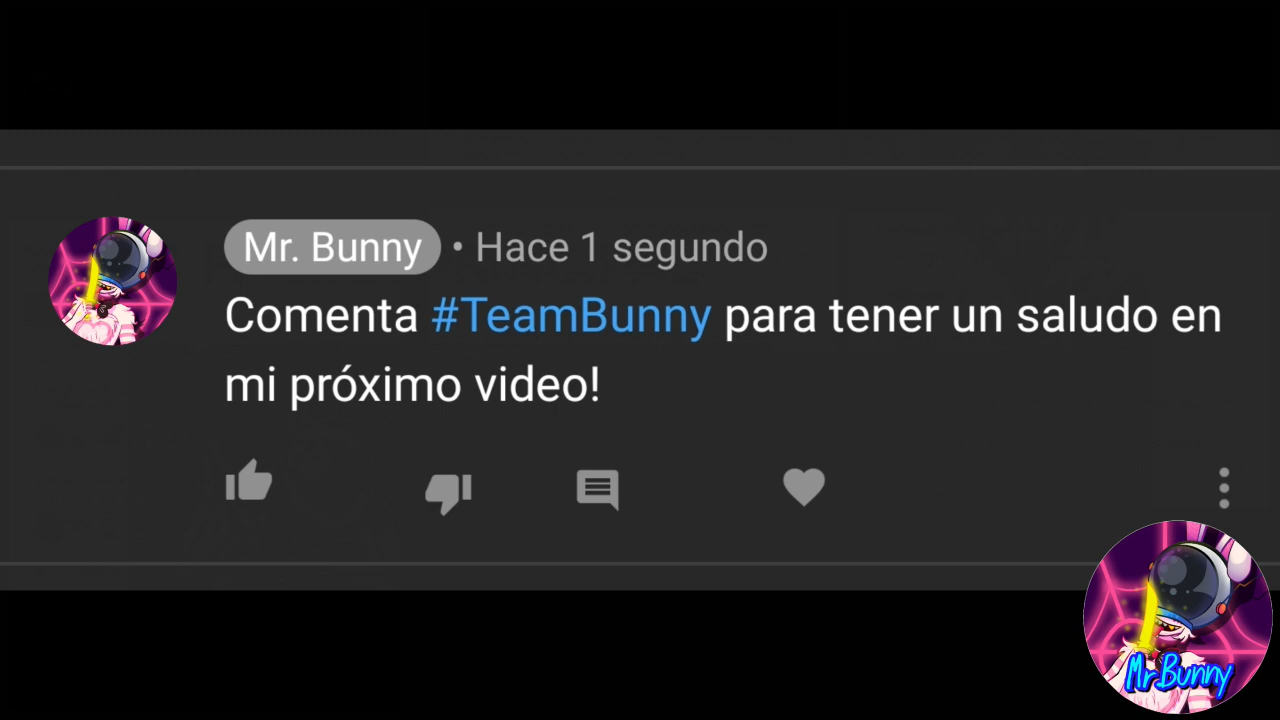 Mr. Bunny • Hace 1 segundo
Comenta #TeamBunny para tener un saludo en
mi próximo video!
MrBunny